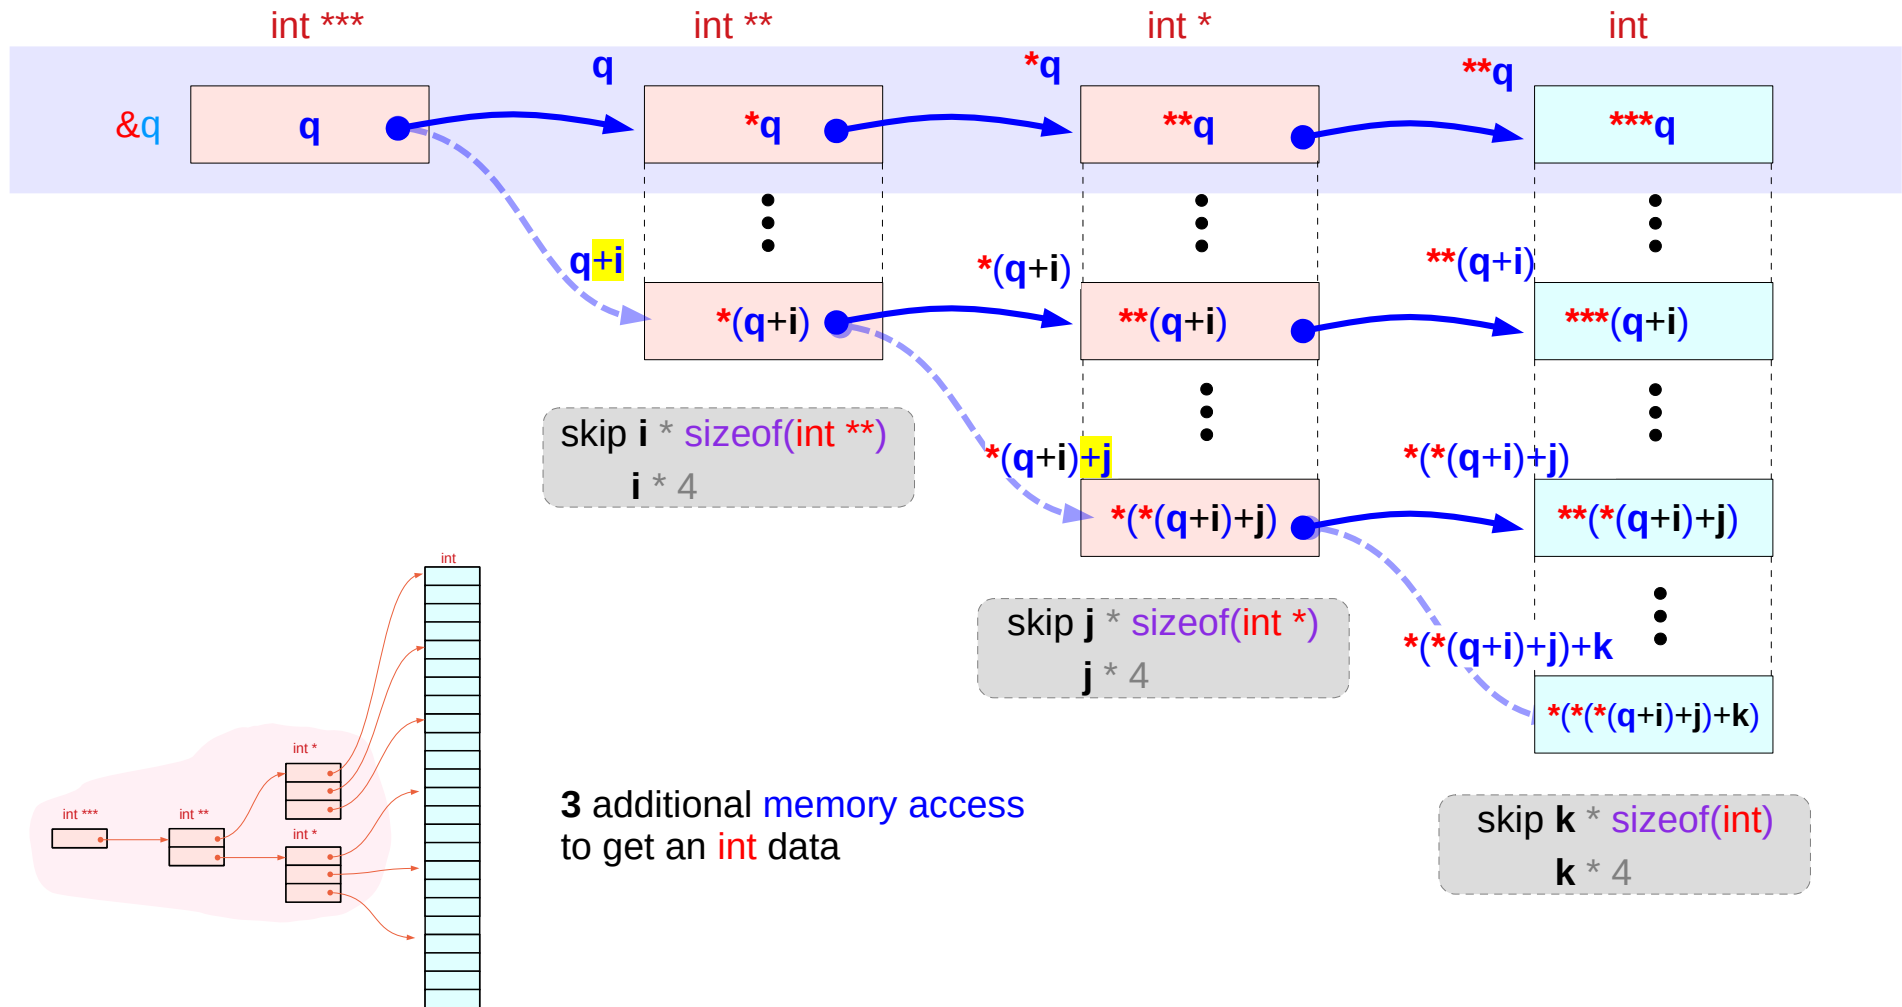 int ***
int **
int *
int
q
*q
**q
&q
q
*q
**q
***q
q+i
*(q+i)
**(q+i)
*(q+i)
**(q+i)
***(q+i)
skip i * sizeof(int **)
i * 4
*(q+i)+j
*(*(q+i)+j)
*(*(q+i)+j)
**(*(q+i)+j)
skip j * sizeof(int *)
j * 4
*(*(q+i)+j)+k
*(*(*(q+i)+j)+k)
skip k * sizeof(int)
k * 4
int
int *
int ***
int **
int *
3 additional memory access
to get an int data